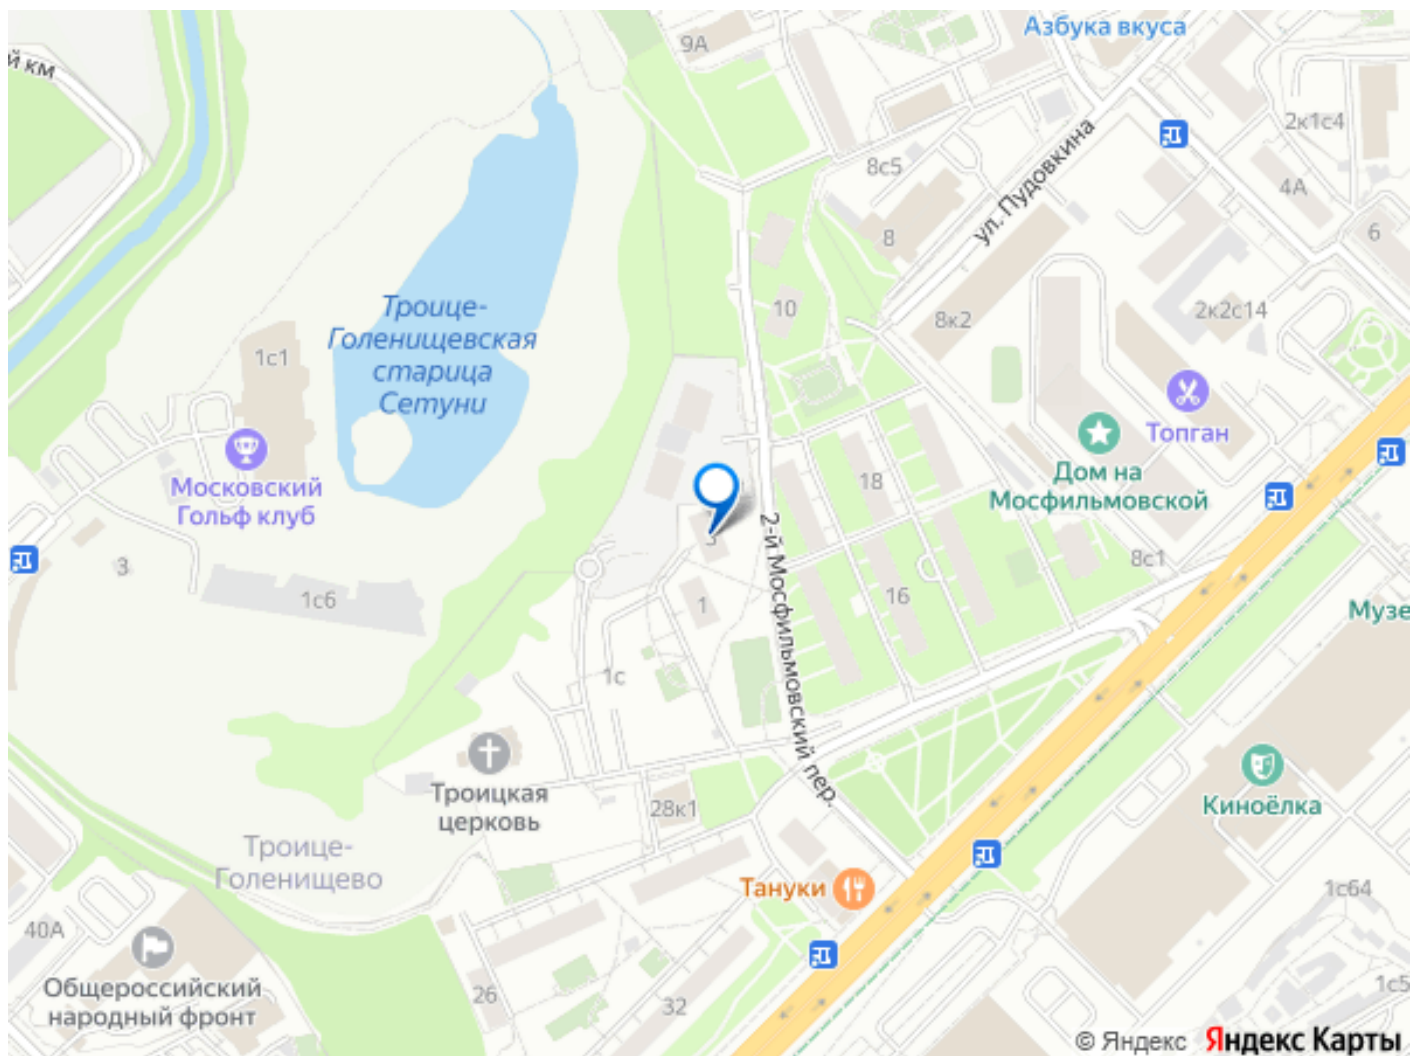 Азбука вкуса
9А
й км
2к1с4
ул. Пудовкина
8с5
4А
8
6
10
8к2
2к2с14
Троице-
Голенищевская
старица
Сетуни
1с1
Топган
Московский
Гольф клуб
18
Дом на
Мосфильмовской
3
2-й Мосфильмовский пер.
8с1
3
1с6
1
16
Музе
1с
Троицкая
церковь
28к1
Киноёлка
Троице-
Голенищево
Тануки
1с64
40А
Общероссийский
народный фронт
26
32
1с5
© Яндекс Яндекс Карты